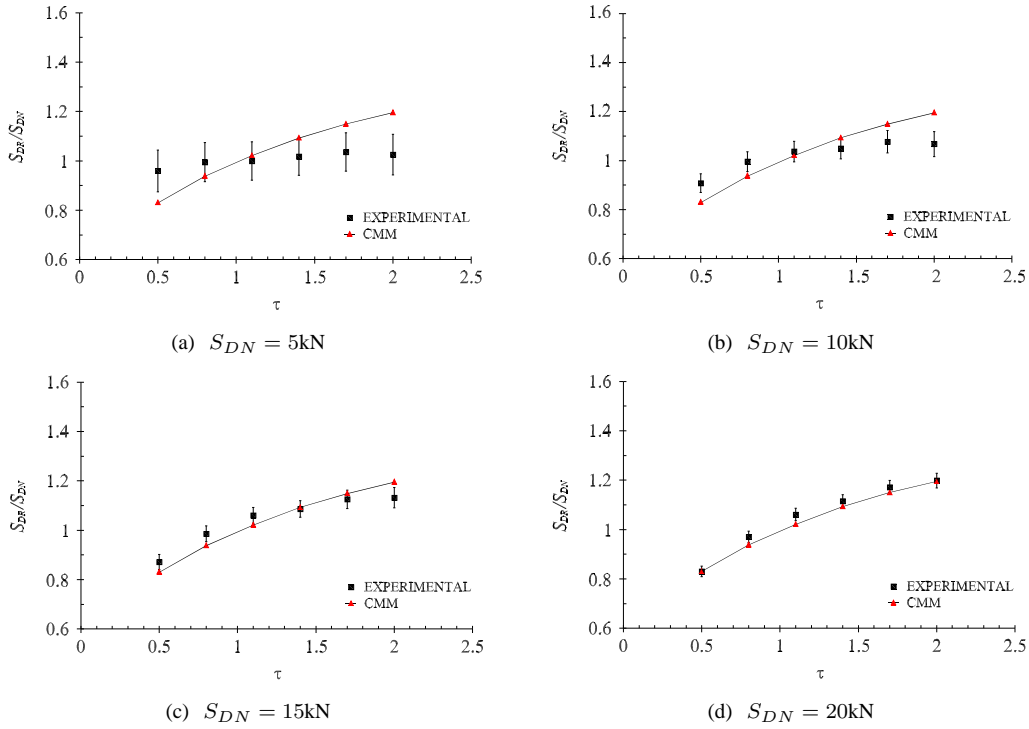 1.6
1.4
1.2
1
0.8
0.6
S_DR/S_DN
EXPERIMENTAL
CMM
0 0.5 1 1.5 2 2.5
τ
(a) S_DN = 5kN
1.6
1.4
1.2
1
0.8
0.6
S_DR/S_DN
EXPERIMENTAL
CMM
0 0.5 1 1.5 2 2.5
τ
(b) S_DN = 10kN
1.6
1.4
1.2
1
0.8
0.6
S_DR/S_DN
EXPERIMENTAL
CMM
0 0.5 1 1.5 2 2.5
τ
(c) S_DN = 15kN
1.6
1.4
1.2
1
0.8
0.6
S_DR/S_DN
EXPERIMENTAL
CMM
0 0.5 1 1.5 2 2.5
τ
(d) S_DN = 20kN